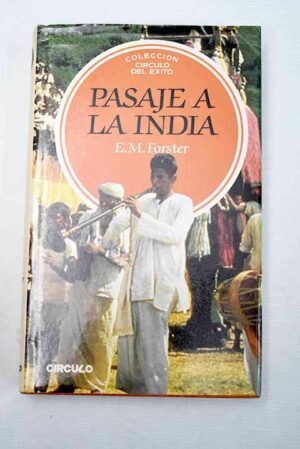 COLECCION
CIRCULO
DEL EXITO
PASAJE A
LA INDIA
E.M. Forster
CIRCULO